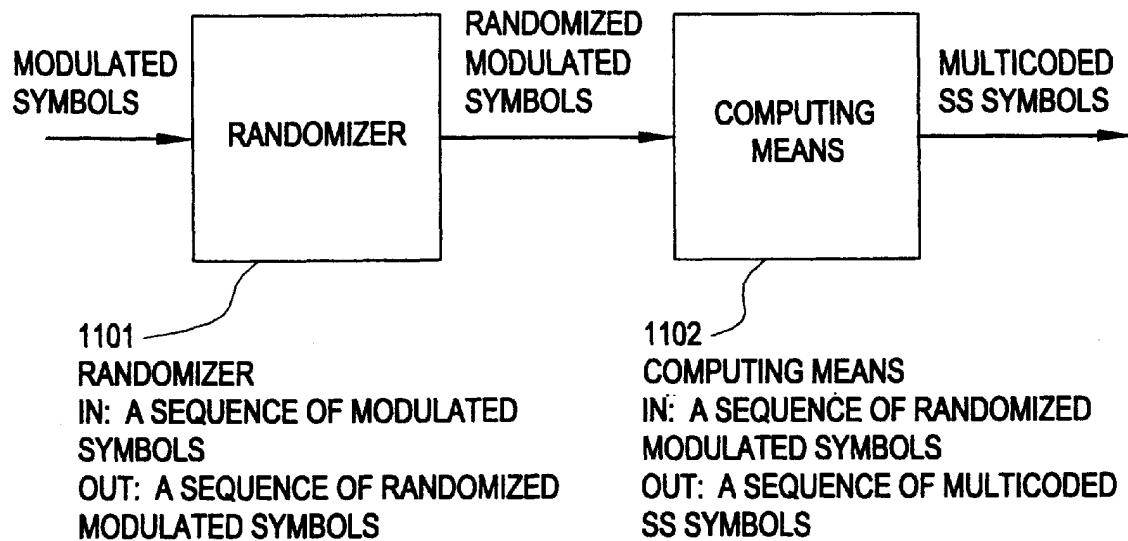 MODULATED
SYMBOLS
RANDOMIZER
RANDOMIZED
MODULATED
SYMBOLS
COMPUTING
MEANS
MULTICODED
SS SYMBOLS
1101
RANDOMIZER
IN: A SEQUENCE OF MODULATED
SYMBOLS
OUT: A SEQUENCE OF RANDOMIZED
MODULATED SYMBOLS
1102
COMPUTING MEANS
IN: A SEQUENCE OF RANDOMIZED
MODULATED SYMBOLS
OUT: A SEQUENCE OF MULTICODED
SS SYMBOLS